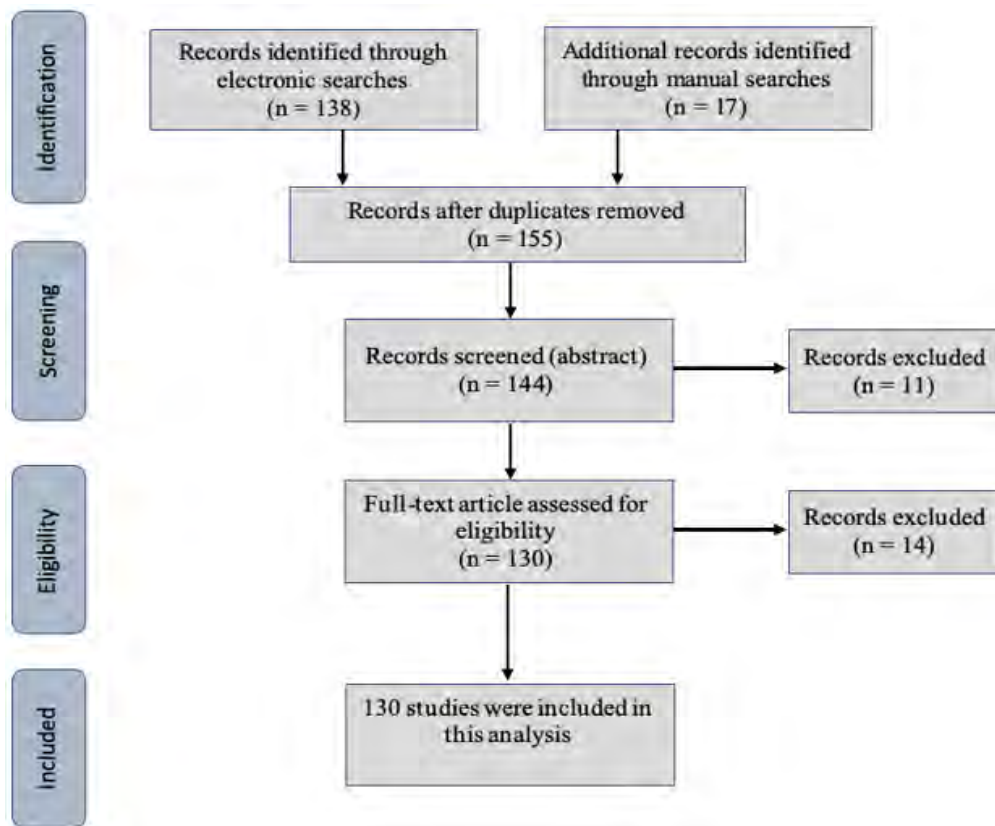 Identification
Records identified through
electronic searches
(n = 138)
Additional records identified
through manual searches
(n = 17)
Records after duplicates removed
(n = 155)
Screening
Records screened (abstract)
(n = 144)
Records excluded
(n = 11)
Eligibility
Full-text article assessed for
eligibility
(n = 130)
Records excluded
(n = 14)
Included
130 studies were included in
this analysis